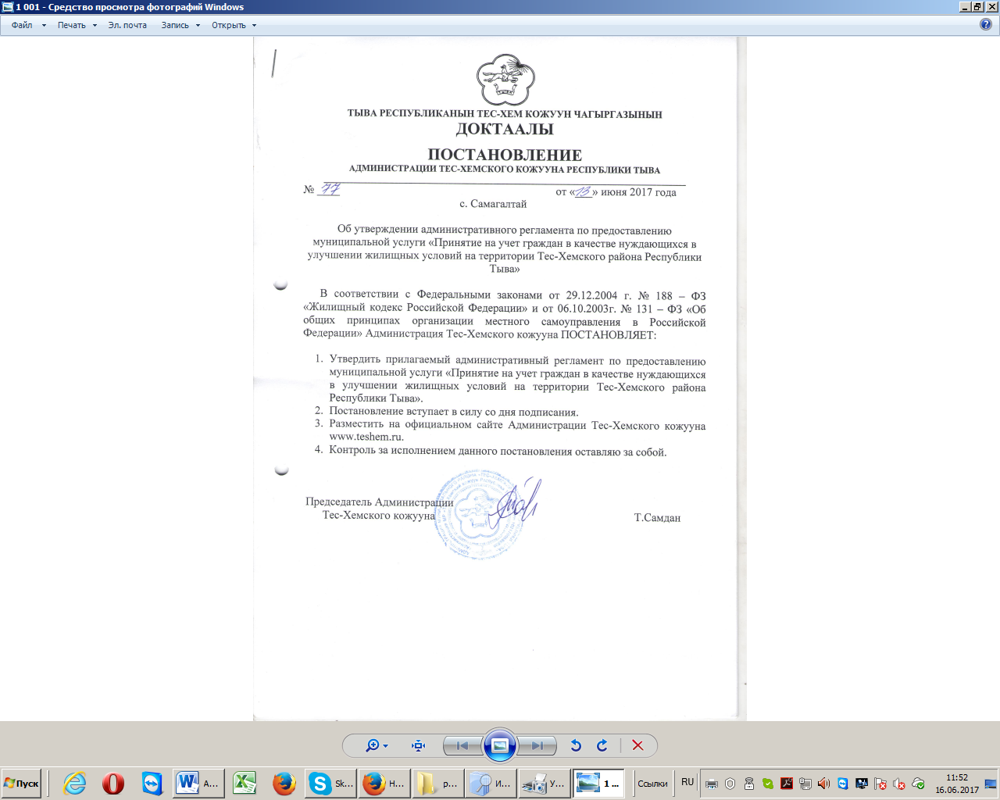 1 001 - Средство просмотра фотографий Windows
Файл Печать Эл. почта Запись Открыть
ТЫВА
ТЫВА РЕСПУБЛИКАНЫН ТЕС-ХЕМ КОЖУУН ЧАГЫРГАЗЫНЫН
ДОКТААЛЫ
ПОСТАНОВЛЕНИЕ
АДМИНИСТРАЦИИ ТЕС-ХЕМСКОГО КОЖУУНА РЕСПУБЛИКИ ТЫВА
№ 77 от «13» июня 2017 года
с. Самагалтай
Об утверждении административного регламента по предоставлению
муниципальной услуги «Принятие на учет граждан в качестве нуждающихся в
улучшении жилищных условий на территории Тес-Хемского района Республики
Тыва»
В соответствии с Федеральными законами от 29.12.2004 г. № 188 – ФЗ
«Жилищный кодекс Российской Федерации» и от 06.10.2003г. № 131 – ФЗ «Об
общих принципах организации местного самоуправления в Российской
Федерации» Администрация Тес-Хемского кожууна ПОСТАНОВЛЯЕТ:
1. Утвердить прилагаемый административный регламент по предоставлению
муниципальной услуги «Принятие на учет граждан в качестве нуждающихся
в улучшении жилищных условий на территории Тес-Хемского района
Республики Тыва».
2. Постановление вступает в силу со дня подписания.
3. Разместить на официальном сайте Администрации Тес-Хемского кожууна
www.teshem.ru.
4. Контроль за исполнением данного постановления оставляю за собой.
Председатель Администрации
Тес-Хемского кожууна Т.Самдан
Пуск A... Sk... H... p... И... У... 1 ... Ссылки RU 11:52
16.06.2017